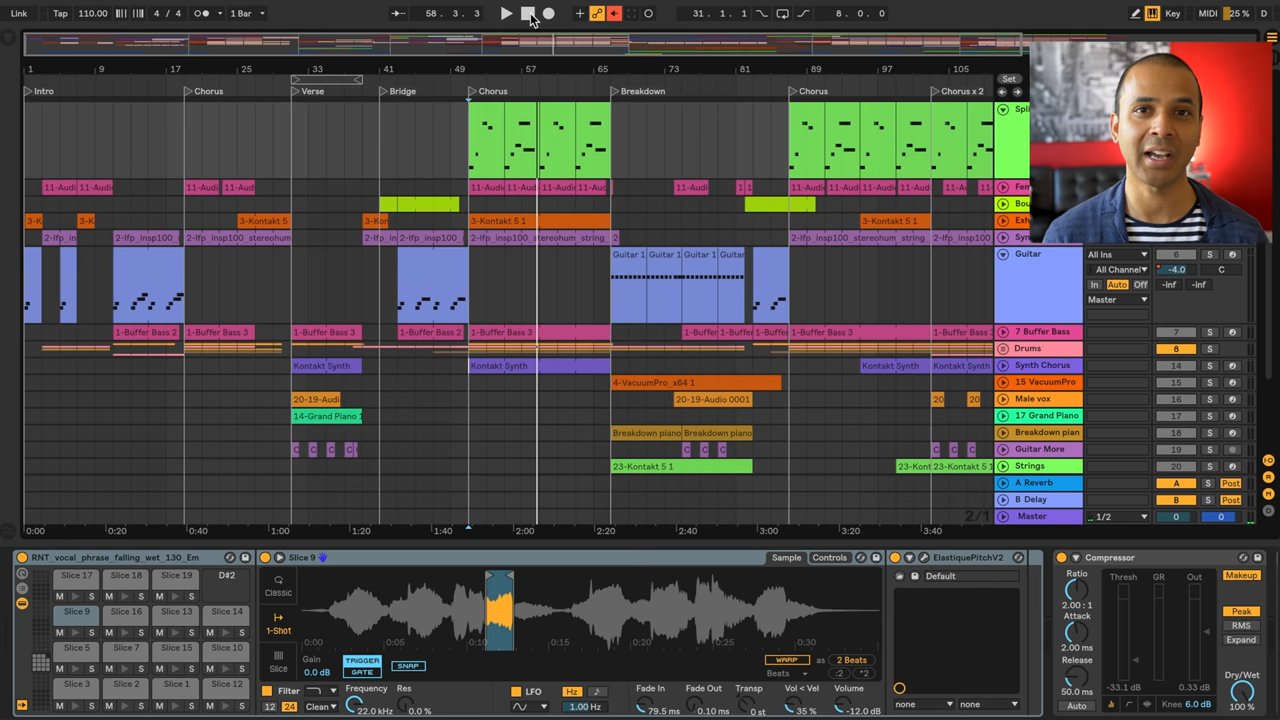 Link Tap 110.00 4 / 4 1 Bar 58. 3. 3 31. 1. 1 8. 0. 0 Key MIDI 25 % D
1 9 17 25 33 41 49 57 65 73 81 89 97 105
Set
Intro Chorus Verse Bridge Chorus Breakdown Chorus Chorus x 2
Spli
11-Audi 11-Audi 11-Audi 11-Audi 11-Audi 11-Audi 11-Audi 11-Aud 11-Audi 1 1 11-Audi 11-Audi 11-Audi 11-Audi 11-Au 11- Fem
Bou
3-K 3-K 3-Kontakt 5 3-Kon 3-Kontakt 5 1 3-Kontakt 5 1 Exh
2-lfp_in 2-lfp_insp100_ 2-lfp_insp100_stereohum 2-lfp_in 2-lfp_insp100_ 2-lfp_insp100_stereohum_string 2 2-lfp_insp100_stereohum_string 2-lfp_insp100_ Syn
Guitar 1 Guitar 1 Guitar 1 Guitar Guitar All Ins 6 S
All Channel -4.0 C
In Auto Off -inf -inf
Master
1-Buffer Bass 2 1-Buffer Bass 3 1-Buffer Bass 3 1-Buffer Bass 2 1-Buffer Bass 3 1-Buffer 1-Buffer 1-Buffer 1-Buffer Bass 3 1-Buffer Bass 3 7 Buffer Bass 7 S
Drums 8 S
Kontakt Synth Kontakt Synth Kontakt Synth Kontakt Synth Synth Chorus 14 S
4-VacuumPro_x64 1 15 VacuumPro 15 S
20-19-Audi 20-19-Audio 0001 20 20 Male vox 16 S
14-Grand Piano 1 17 Grand Piano 17 S
Breakdown piano Breakdown piano Breakdown pian 18 S
C C C C C C C C C C Guitar More 19 S
23-Kontakt 5 1 23-Kont 23-Kontakt 5 1 Strings 20 S
A Reverb A S Post
B Delay B S Post
2/1 Master 1/2 0 0
0:00 0:20 0:40 1:00 1:20 1:40 2:00 2:20 2:40 3:00 3:20 3:40
RNT_vocal_phrase_falling_wet_130_Em Slice 9 Sample Controls ElastiquePitchV2 Compressor
Slice 17 Slice 18 Slice 19 D#2
M S M S M S M S
Slice 9 Slice 16 Slice 13 Slice 14
M S M S M S M S
Slice 5 Slice 7 Slice 15 Slice 10
M S M S M S M S
Slice 3 Slice 2 Slice 1 Slice 12
M S M S M S M S
Classic
1-Shot
Slice
0:00 0:05 0:10 0:15 0:30
Gain
0.0 dB
TRIGGER
GATE
SNAP
WARP as 2 Beats
Beats :2 *2
Filter Frequency Res LFO Hz Fade In Fade Out Transp Vol < Vel Volume
12 24 Clean 22.0 kHz 0.0 % 1.00 Hz 79.5 ms 0.10 ms 0 st 35 % -12.0 dB
Default
none none
Ratio
2.00 : 1
Attack
2.00 ms
Release
50.0 ms
Auto
Thresh GR Out
-33.1 dB 0.33 dB
Knee 6.0 dB
Makeup
Peak
RMS
Expand
Dry/Wet
100 %